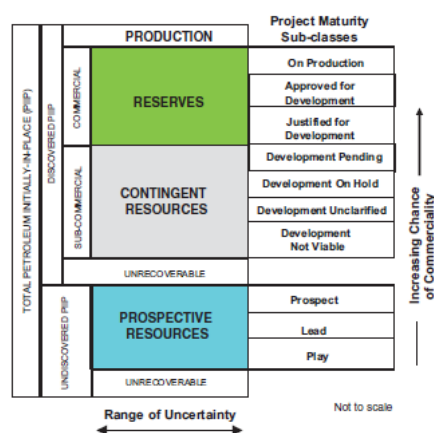 Project Maturity
Sub-classes
PRODUCTION
TOTAL PETROLEUM INITIALLY-IN-PLACE (PIIP)
DISCOVERED PIIP
COMMERCIAL
RESERVES
On Production
Approved for
Development
Justified for
Development
SUB-COMMERCIAL
CONTINGENT
RESOURCES
Development Pending
Development On Hold
Development Unclarified
Development
Not Viable
UNRECOVERABLE
UNDISCOVERED PIIP
PROSPECTIVE
RESOURCES
Prospect
Lead
Play
UNRECOVERABLE
Increasing Chance
of Commerciality
Range of Uncertainty
Not to scale